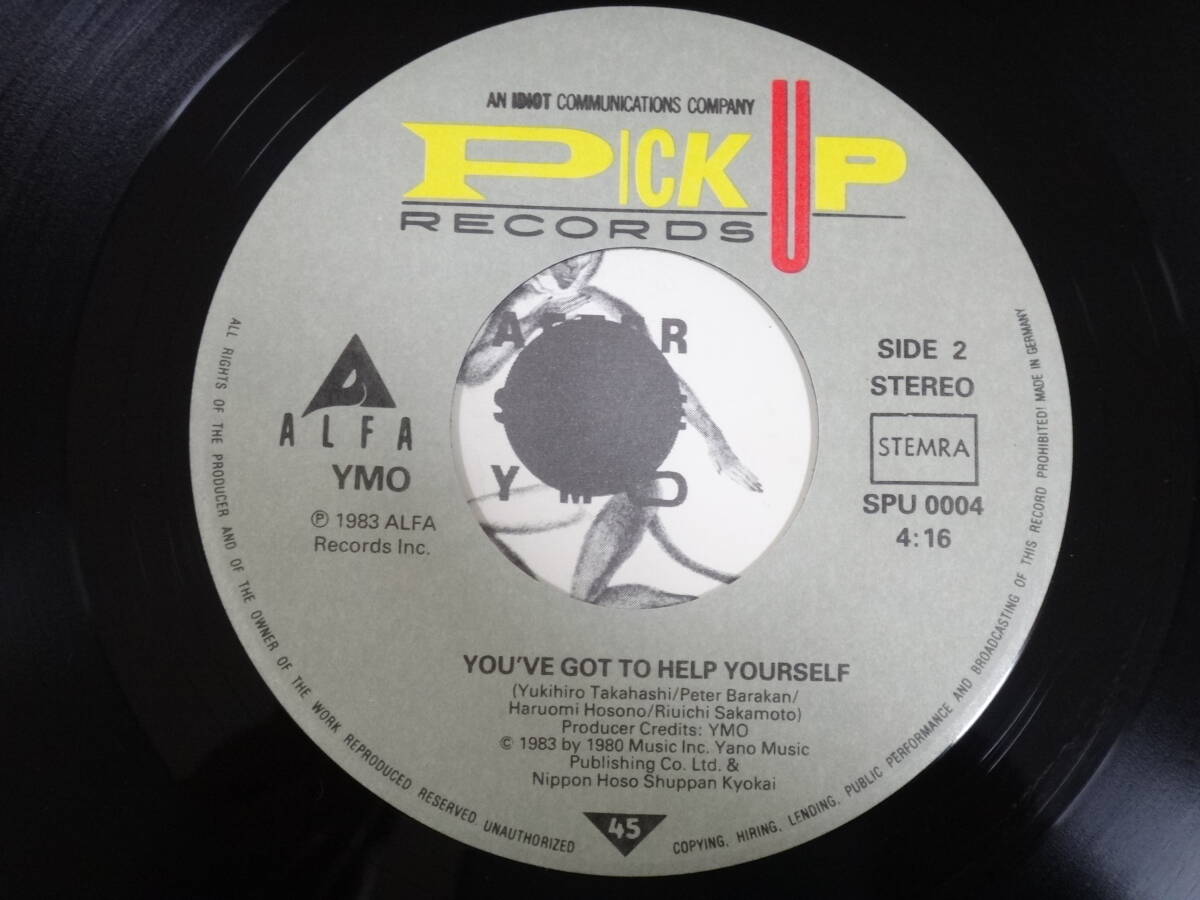 AN IDIOT COMMUNICATIONS COMPANY
PICK UP
RECORDS
ALFA
YMO
℗ 1983 ALFA
Records Inc.
SIDE 2
STEREO
STEMRA
SPU 0004
4:16
Y M O
YOU'VE GOT TO HELP YOURSELF
(Yukihiro Takahashi/Peter Barakan/
Haruomi Hosono/Riuichi Sakamoto)
Producer Credits: YMO
© 1983 by 1980 Music Inc. Yano Music
Publishing Co. Ltd. &
Nippon Hoso Shuppan Kyokai
45
ALL RIGHTS OF THE PRODUCER AND OF THE OWNER OF THE WORK REPRODUCED RESERVED UNAUTHORIZED COPYING, HIRING, LENDING, PUBLIC PERFORMANCE AND BROADCASTING OF THIS RECORD PROHIBITED! MADE IN GERMANY